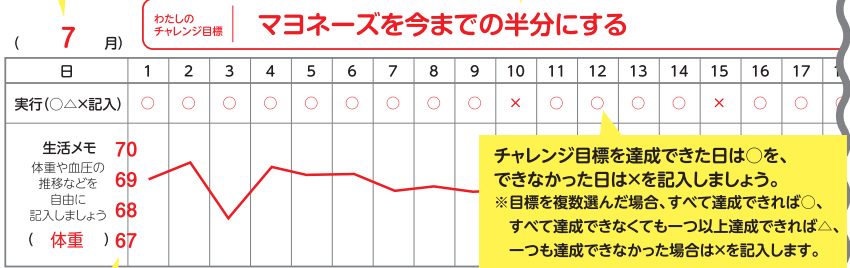 ( 7 月)
わたしの
チャレンジ目標
マヨネーズを今までの半分にする
日 1 2 3 4 5 6 7 8 9 10 11 12 13 14 15 16 17
実行(○△×記入) ○ ○ ○ ○ ○ ○ ○ ○ ○ × ○ ○ ○ ○ × ○ ○
生活メモ
体重や血圧の
推移などを
自由に
記入しましょう
( 体重 )
70
69
68
67
チャレンジ目標を達成できた日は○を、
できなかった日は×を記入しましょう。
※目標を複数選んだ場合、すべて達成できれば○、
すべて達成できなくても一つ以上達成できれば△、
一つも達成できなかった場合は×を記入します。